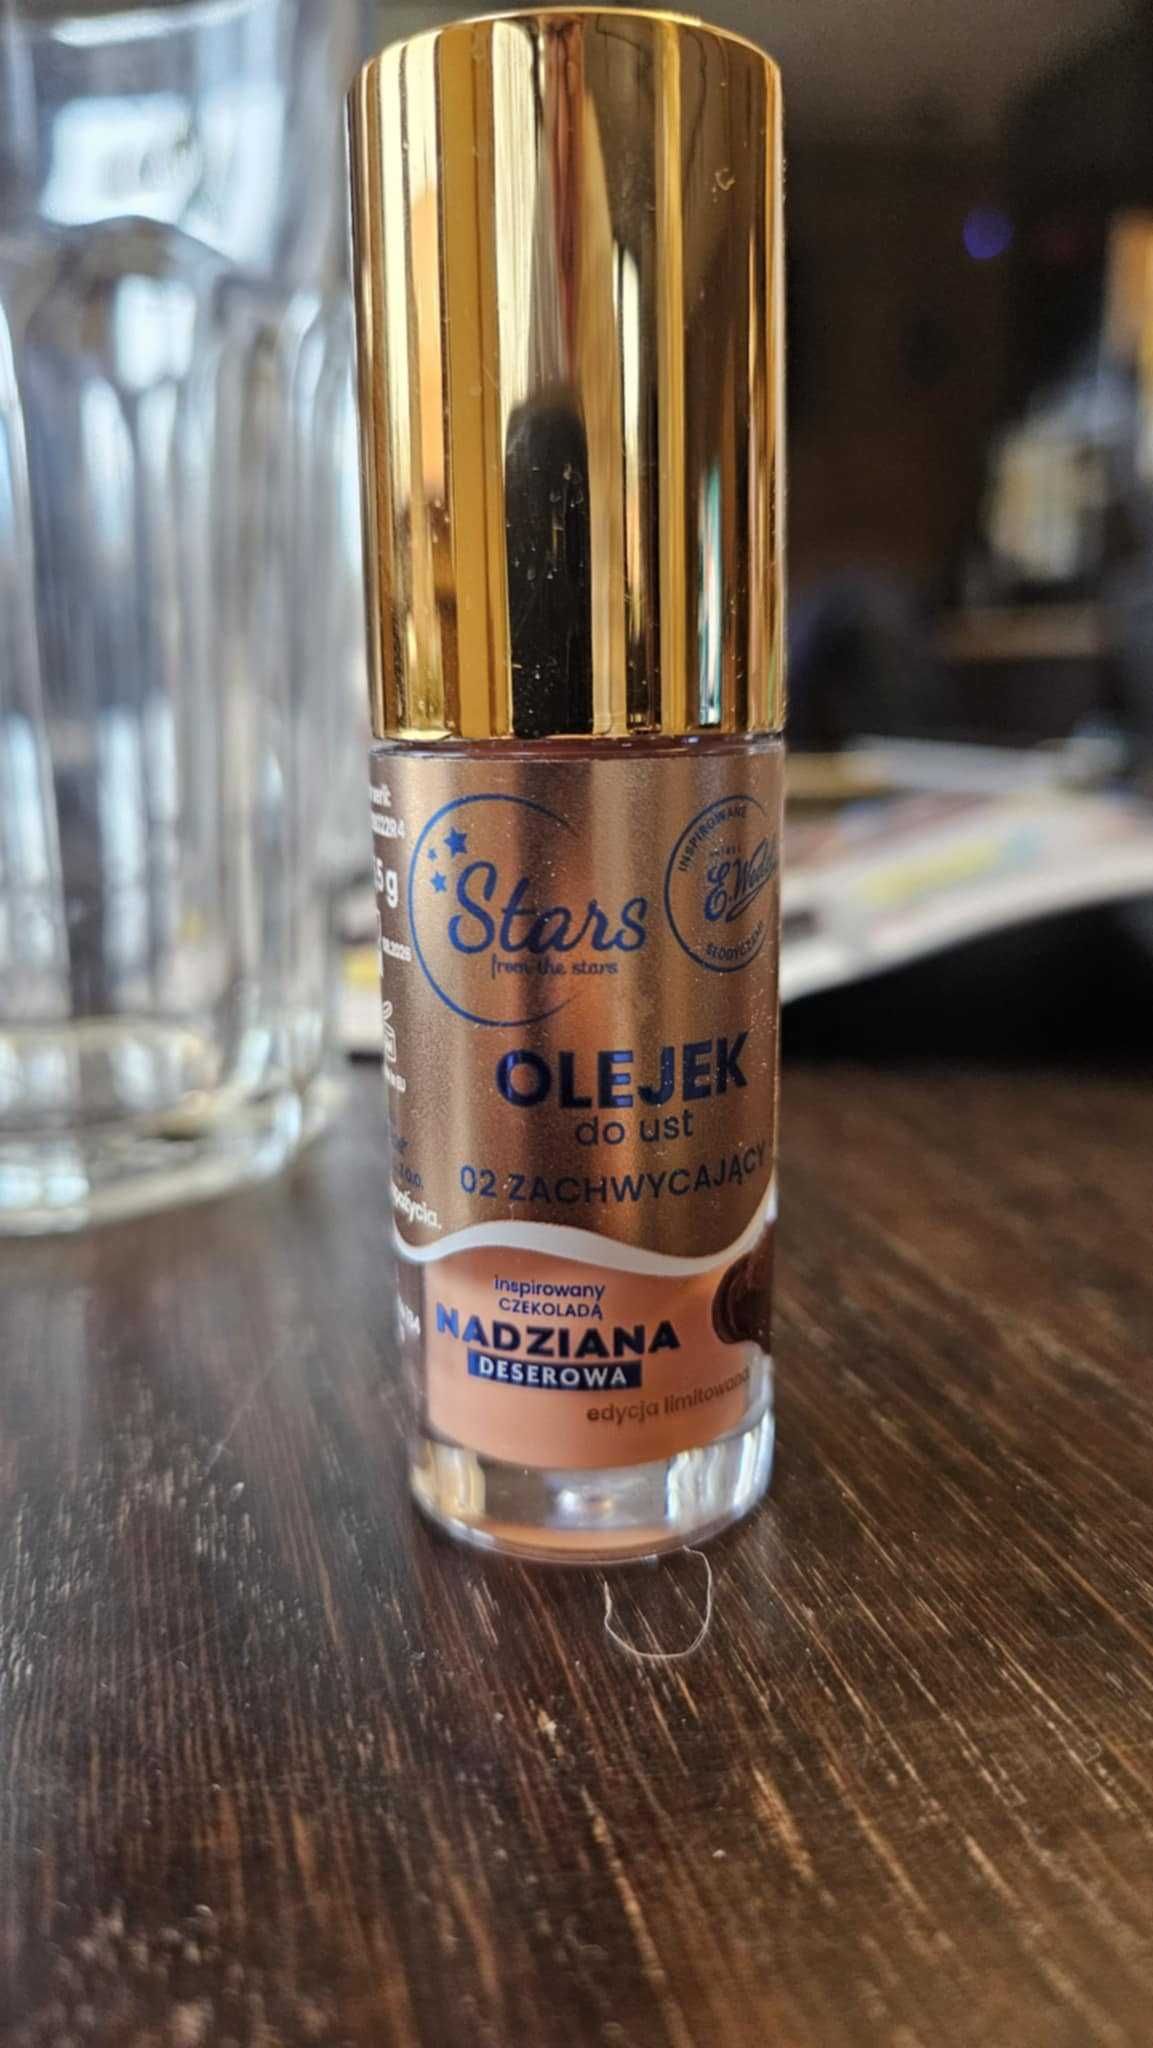 Stars
from the stars
INSPIROWANE
E.Wedel
SŁODYCZAMI
OLEJEK
do ust
02 ZACHWYCAJĄCY
inspirowany
CZEKOLADĄ
NADZIANA
DESEROWA
edycja limitowana